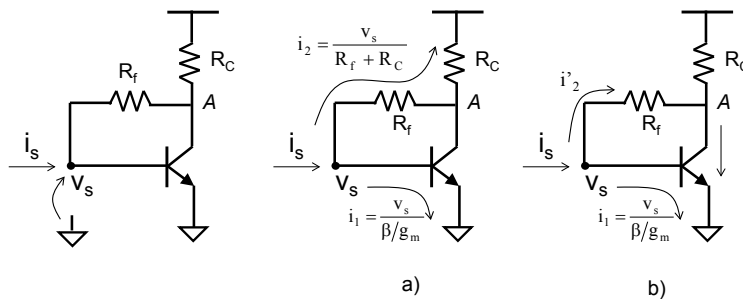 R_f
R_C
A
i_s
v_s
i_2 = v_s / (R_f + R_C)
R_C
R_f
A
i_s
v_s
i_1 = v_s / (β/g_m)
a)
i'_2
R_C
R_f
A
i_s
v_s
i_1 = v_s / (β/g_m)
b)